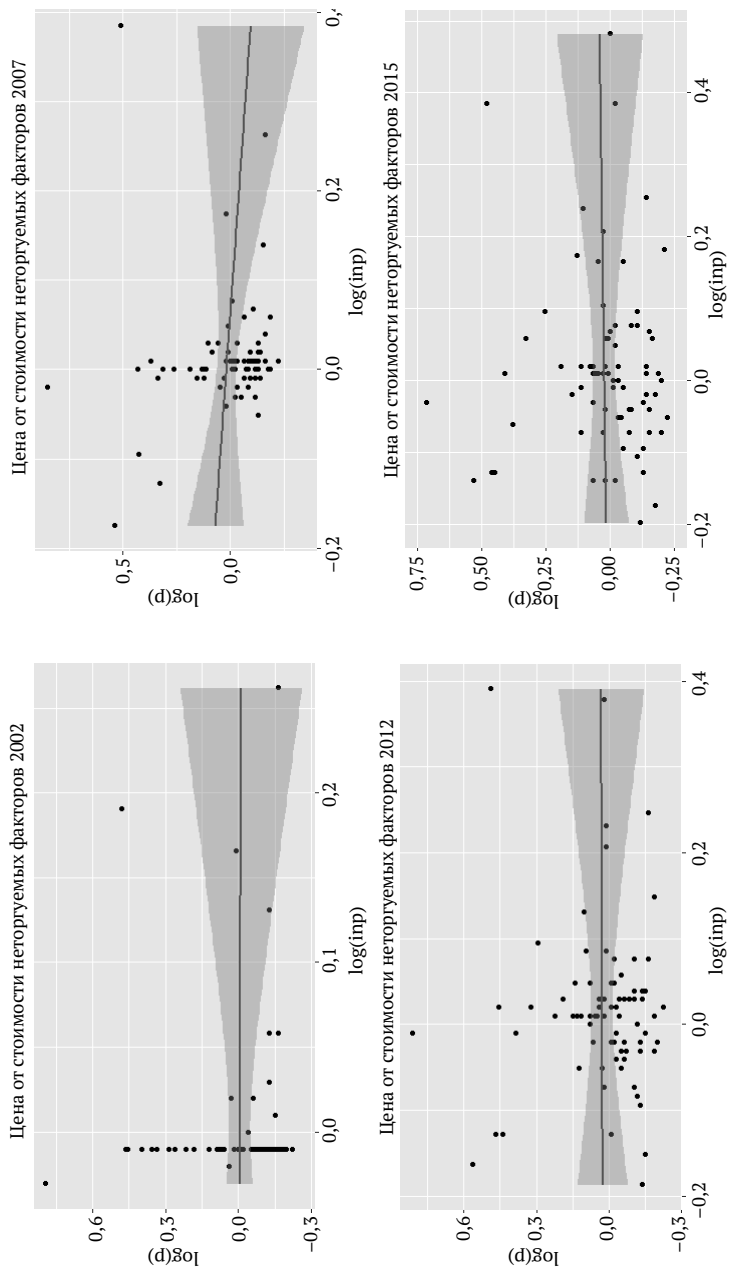 Цена от стоимости неторгуемых факторов 2002
log(p)
0,6
0,3
0,0
−0,3
0,0 0,1 0,2
log(inp)
Цена от стоимости неторгуемых факторов 2007
log(p)
0,5
0,0
−0,2 0,0 0,2
log(inp)
Цена от стоимости неторгуемых факторов 2012
log(p)
0,6
0,3
0,0
−0,3
−0,2 0,0 0,2 0,4
log(inp)
Цена от стоимости неторгуемых факторов 2015
log(p)
0,75
0,50
0,25
0,00
−0,25
−0,2 0,0 0,2 0,4
log(inp)